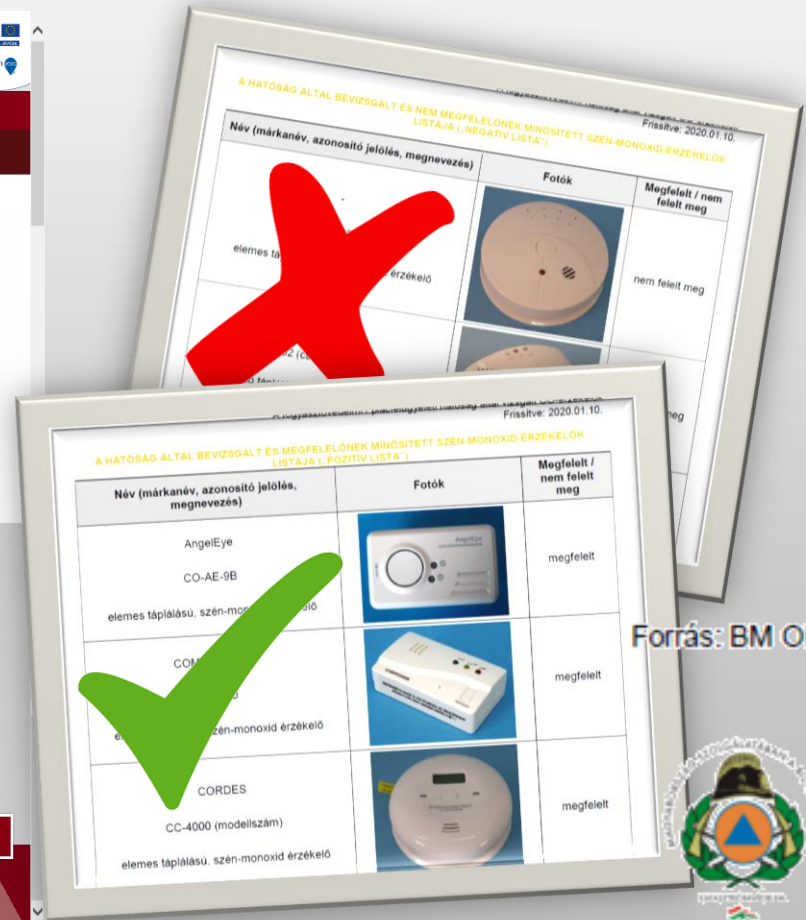 Frissítve: 2020.01.10.
A HATÓSÁG ÁLTAL BEVIZSGÁLT ÉS NEM MEGFELELŐNEK MINŐSÍTETT SZÉN-MONOXID-ÉRZÉKELŐK
LISTÁJA („NEGATÍV LISTA")
Név (márkanév, azonosító jelölés, megnevezés)
Fotók
Megfelelt / nem
felelt meg
elemes
érzékelő
nem felelt meg
Frissítve: 2020.01.10.
A HATÓSÁG ÁLTAL BEVIZSGÁLT ÉS MEGFELELŐNEK MINŐSÍTETT SZÉN-MONOXID-ÉRZÉKELŐK
LISTÁJA („POZITÍV LISTA")
Név (márkanév, azonosító jelölés,
megnevezés)
Fotók
Megfelelt /
nem felelt
meg
AngelEye
CO-AE-9B
elemes táplálású, szén-
AngelEye
megfelelt
szén-monoxid érzékelő
megfelelt
CORDES
CC-4000 (modellszám)
elemes táplálású, szén-monoxid érzékelő
megfelelt
Forrás: BM